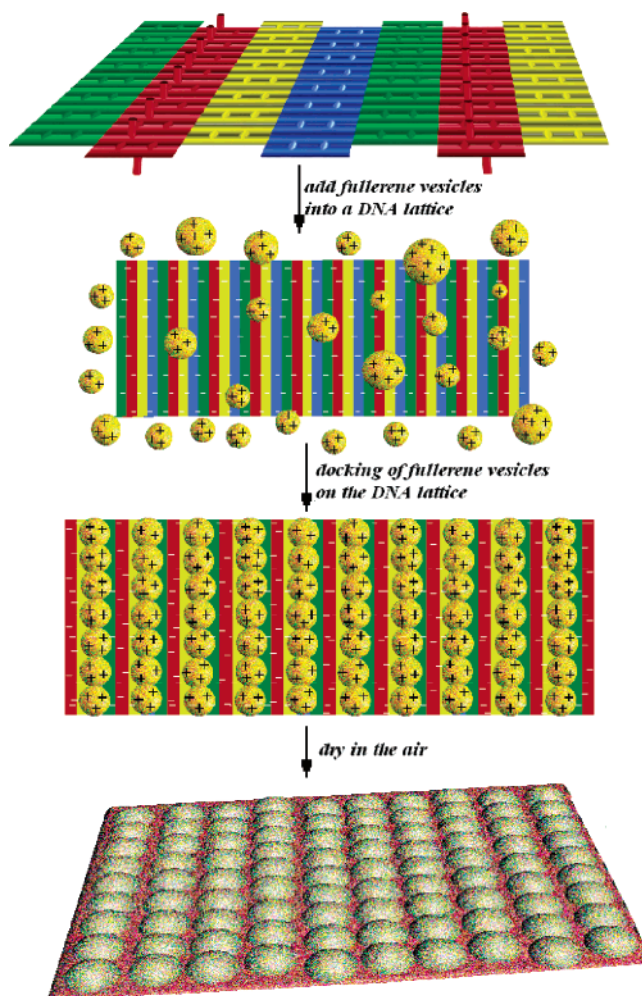 add fullerene vesicles
into a DNA lattice
docking of fullerene vesicles
on the DNA lattice
dry in the air